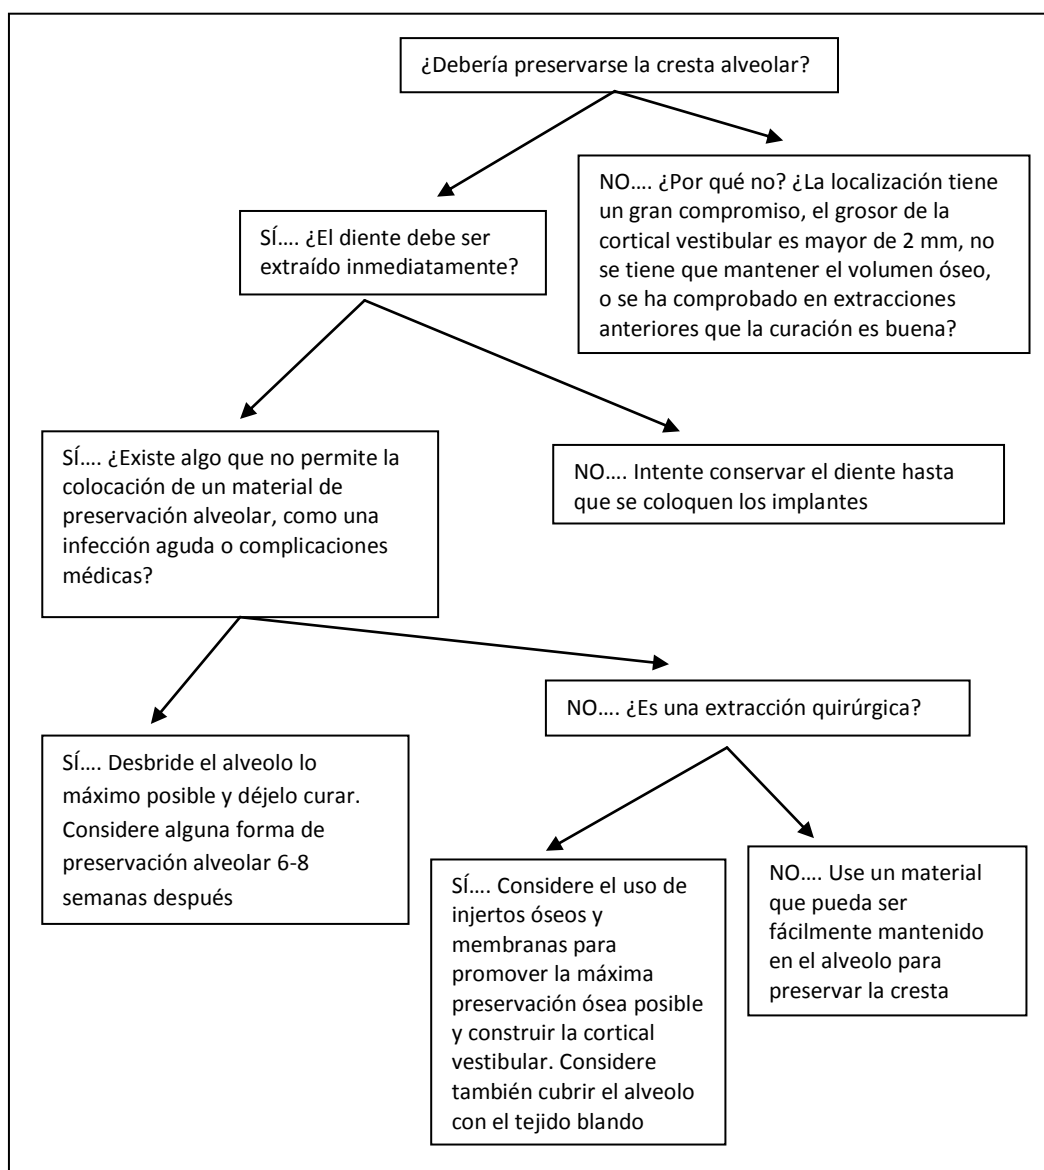 ¿Debería preservarse la cresta alveolar?
NO…. ¿Por qué no? ¿La localización tiene
un gran compromiso, el grosor de la
cortical vestibular es mayor de 2 mm, no
se tiene que mantener el volumen óseo,
o se ha comprobado en extracciones
anteriores que la curación es buena?
SÍ…. ¿El diente debe ser
extraído inmediatamente?
SÍ…. ¿Existe algo que no permite la
colocación de un material de
preservación alveolar, como una
infección aguda o complicaciones
médicas?
NO…. Intente conservar el diente hasta
que se coloquen los implantes
NO…. ¿Es una extracción quirúrgica?
SÍ…. Desbride el alveolo lo
máximo posible y déjelo curar.
Considere alguna forma de
preservación alveolar 6-8
semanas después
SÍ…. Considere el uso de
injertos óseos y
membranas para
promover la máxima
preservación ósea posible
y construir la cortical
vestibular. Considere
también cubrir el alveolo
con el tejido blando
NO…. Use un material
que pueda ser
fácilmente mantenido
en el alveolo para
preservar la cresta